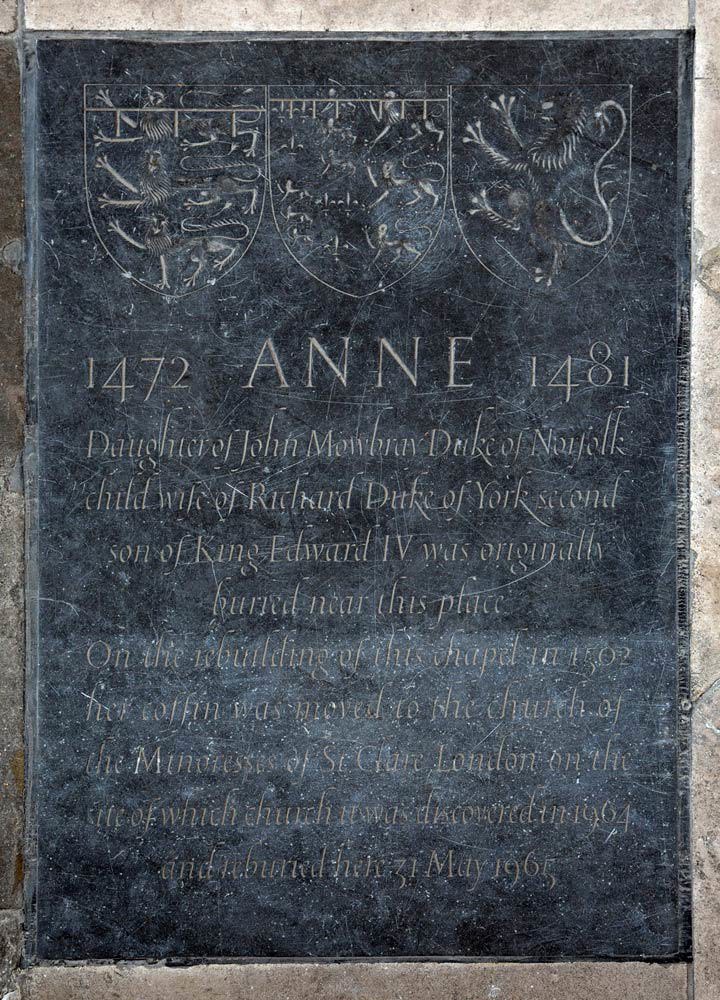 1472 ANNE 1481
Daughter of John Mowbray Duke of Norfolk
child wife of Richard Duke of York second
son of King Edward IV was originally
buried near this place
On the rebuilding of this chapel in 1502
her coffin was moved to the church of
the Minoresses of St Clare London on the
site of which church it was discovered in 1964
and reburied here 31 May 1965